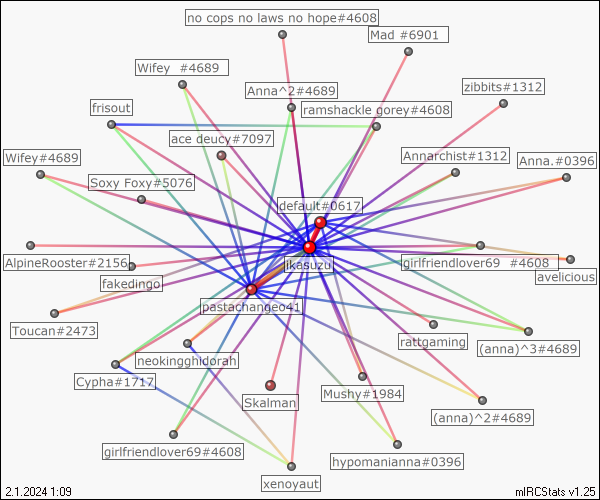 no cops no laws no hope#4608
Mad #6901
Wifey #4689
zibbits#1312
Anna^2#4689
frisout
ramshackle gorey#4608
ace deucy#7097
Wifey#4689
Annarchist#1312
Anna.#0396
Soxy Foxy#5076
default#0617
AlpineRooster#2156
jikasuzu
girlfriendlover69 #4608
fakedingo
avelicious
pastachangeo41
Toucan#2473
rattgaming
(anna)^3#4689
neokingghidorah
Cypha#1717
Skalman
Mushy#1984
(anna)^2#4689
girlfriendlover69#4608
hypomanianna#0396
xenoyaut
2.1.2024 1:09
mIRCStats v1.25